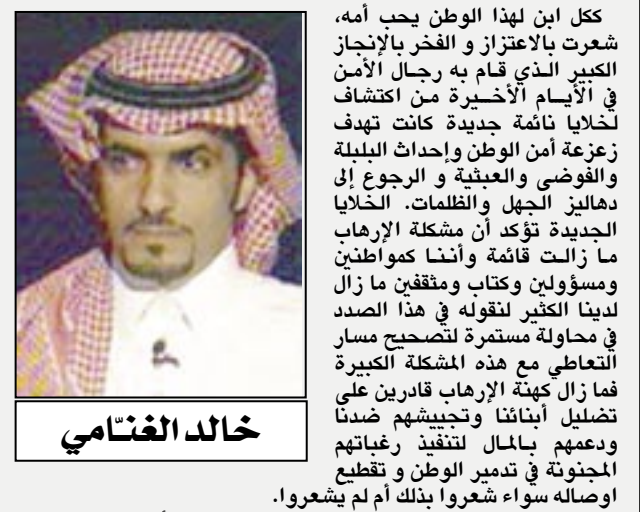 ككل ابن لهذا الوطن يحب أمه،
شعرت بالاعتزاز و الفخر بالإنجاز
الكبير الذي قام به رجال الأمن
في الأيام الأخيرة من اكتشاف
لخلايا نائمة جديدة كانت تهدف
زعزعة أمن الوطن وإحداث البلبلة
والفوضى والعبثية و الرجوع إلى
دهاليز الجهل والظلمات. الخلايا
الجديدة تؤكد أن مشكلة الإرهاب
ما زالت قائمة وأننا كمواطنين
ومسؤولين وكتاب ومثقفين ما زال
لدينا الكثير لنقوله في هذا الصدد
في محاولة مستمرة لتصحيح مسار
التعاطي مع هذه المشكلة الكبيرة
فما زال كهنة الإرهاب قادرين على
تضليل أبنائنا وتجييشهم ضدنا
ودعمهم بالمال لتنفيذ رغباتهم
المجنونة في تدمير الوطن و تقطيع
اوصاله سواء شعروا بذلك أم لم يشعروا.
خالد الغنّامي